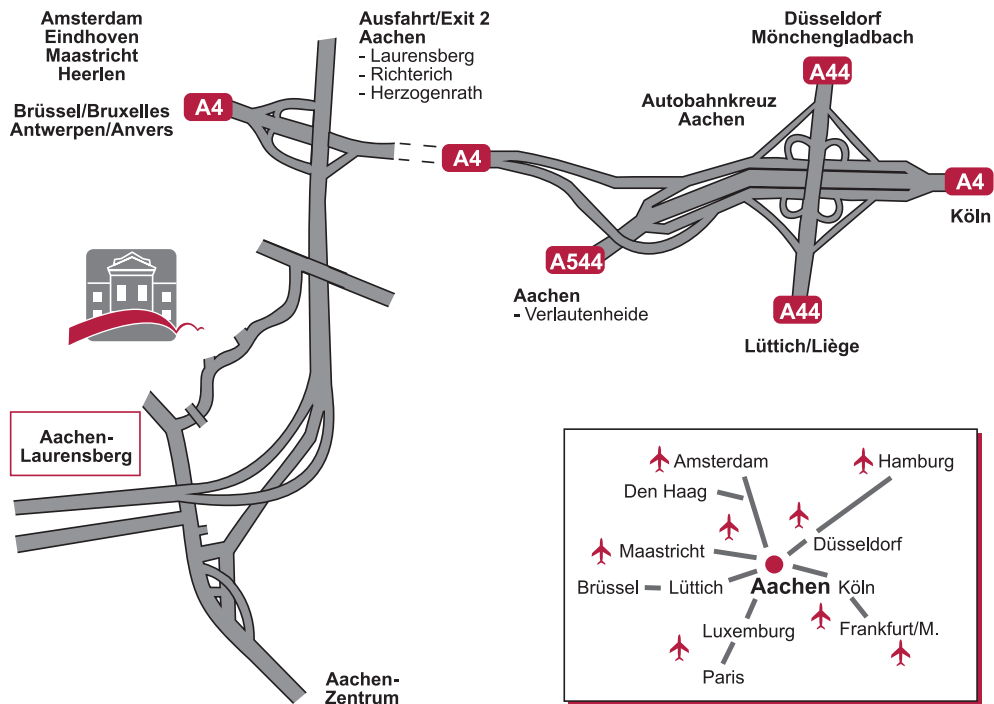 Amsterdam
Eindhoven
Maastricht
Heerlen
Brüssel/Bruxelles
Antwerpen/Anvers
A4
Ausfahrt/Exit 2
Aachen
- Laurensberg
- Richterich
- Herzogenrath
A4
Düsseldorf
Mönchengladbach
A44
Autobahnkreuz
Aachen
A4
Köln
A544
Aachen
- Verlautenheide
A44
Lüttich/Liège
Aachen-
Laurensberg
Aachen-
Zentrum
Amsterdam
Hamburg
Den Haag
Düsseldorf
Maastricht
Aachen
Brüssel
Lüttich
Köln
Luxemburg
Frankfurt/M.
Paris